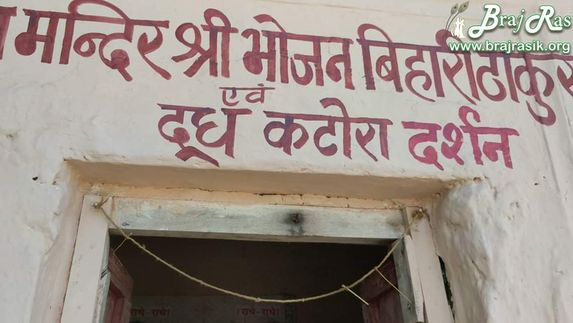 Braj Ras
www.brajrasik.org
मन्दिर श्री भोजन बिहारी ठाकुर
एवं
दूध कटोरा दर्शन
राधे-राधे
राधे-राधे